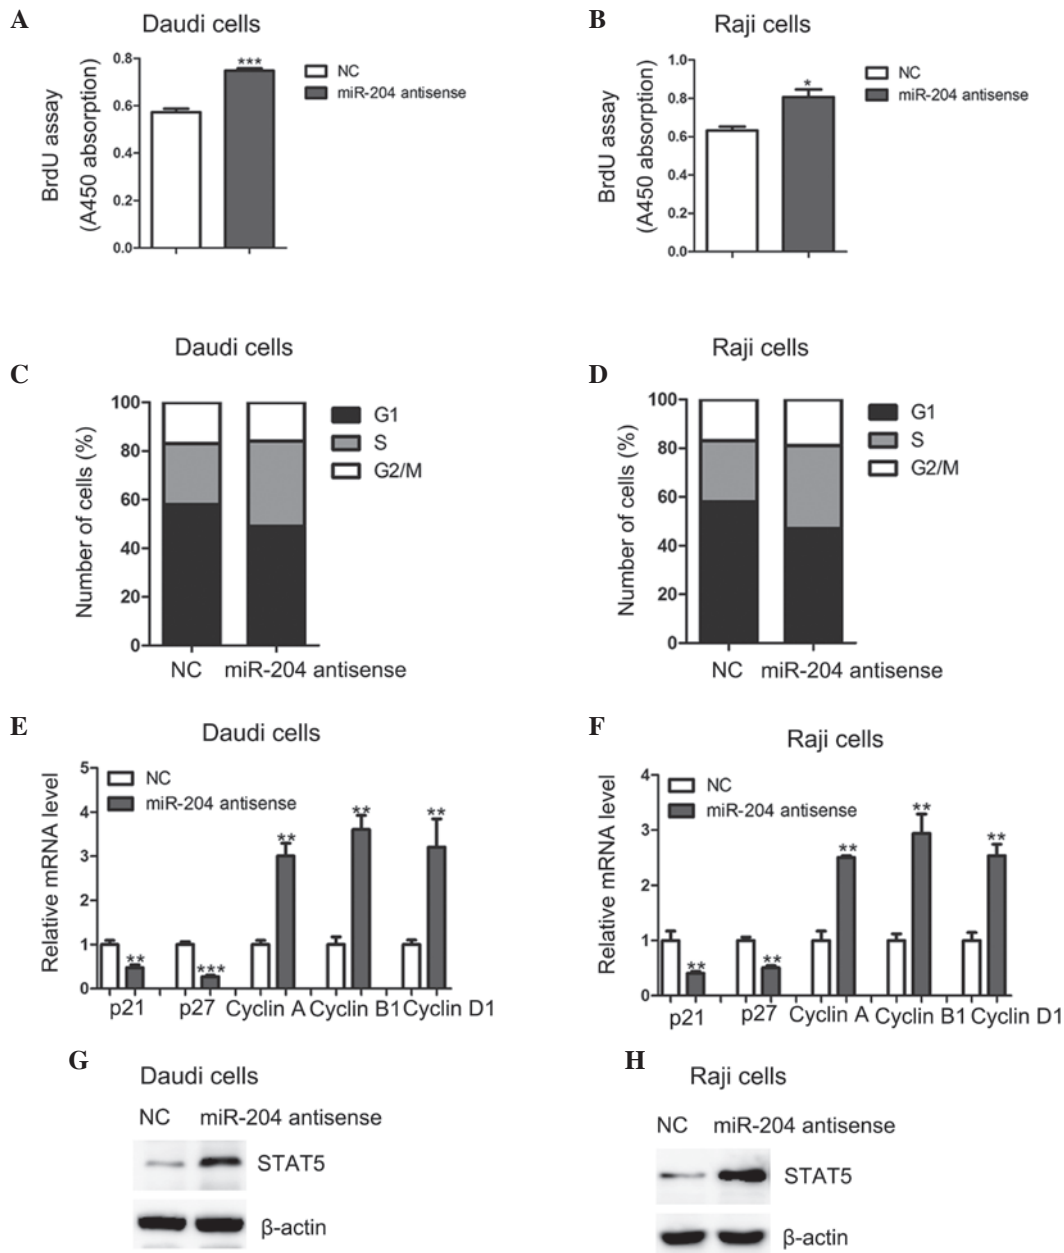 A
Daudi cells
BrdU assay
(A450 absorption)
0.8
0.6
0.4
0.2
0.0
***
NC
miR-204 antisense
B
Raji cells
BrdU assay
(A450 absorption)
1.0
0.8
0.6
0.4
0.2
0.0
*
NC
miR-204 antisense
C
Daudi cells
Number of cells (%)
100
80
60
40
20
0
NC miR-204 antisense
G1
S
G2/M
D
Raji cells
Number of cells (%)
100
80
60
40
20
0
NC miR-204 antisense
G1
S
G2/M
E
Daudi cells
Relative mRNA level
5
4
3
2
1
0
NC
miR-204 antisense
**
***
**
**
**
p21 p27 Cyclin A Cyclin B1 Cyclin D1
F
Raji cells
Relative mRNA level
4
3
2
1
0
NC
miR-204 antisense
**
**
**
**
**
p21 p27 Cyclin A Cyclin B1 Cyclin D1
G
Daudi cells
NC miR-204 antisense
STAT5
β-actin
H
Raji cells
NC miR-204 antisense
STAT5
β-actin